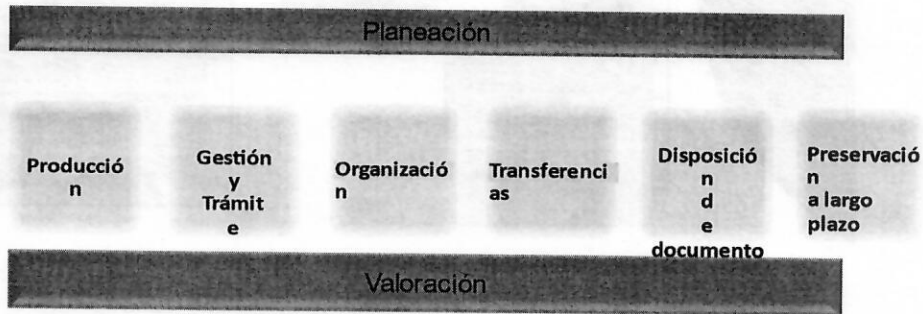 Planeación
Producció
n
Gestión
y
Trámit
e
Organizació
n
Transferenci
as
Disposició
n
d
e
documento
Preservació
n
a largo
plazo
Valoración